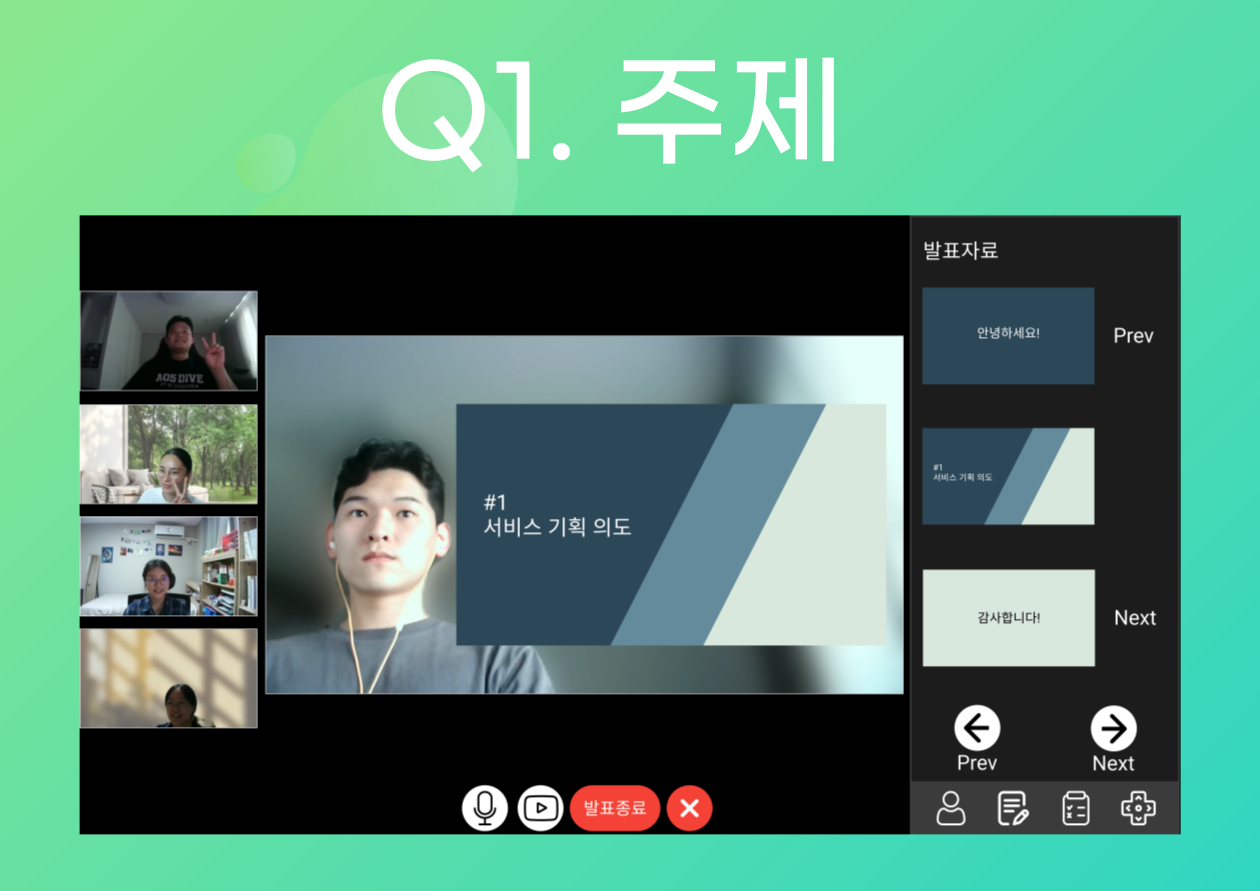 Q1. 주제
발표자료
안녕하세요!
Prev
#1
서비스 기획 의도
#1
서비스 기획 의도
감사합니다!
Next
Prev
Next
발표종료
AOS DIVE